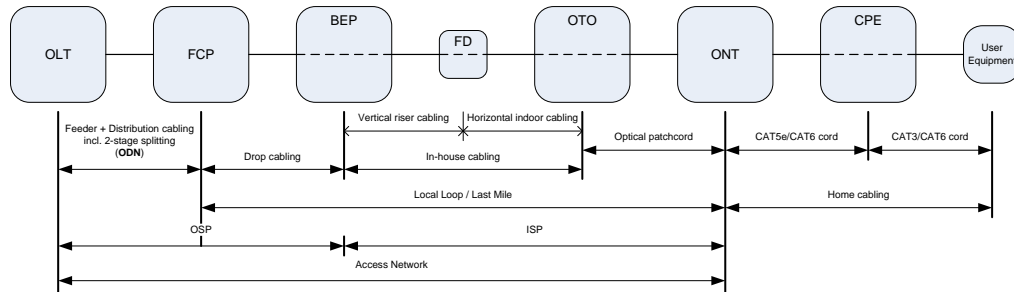 OLT
FCP
BEP
FD
OTO
ONT
CPE
User
Equipment
Feeder + Distribution cabling
incl. 2-stage splitting
(ODN)
Drop cabling
Vertical riser cabling
Horizontal indoor cabling
In-house cabling
Optical patchcord
CAT5e/CAT6 cord
CAT3/CAT6 cord
Local Loop / Last Mile
Home cabling
OSP
ISP
Access Network